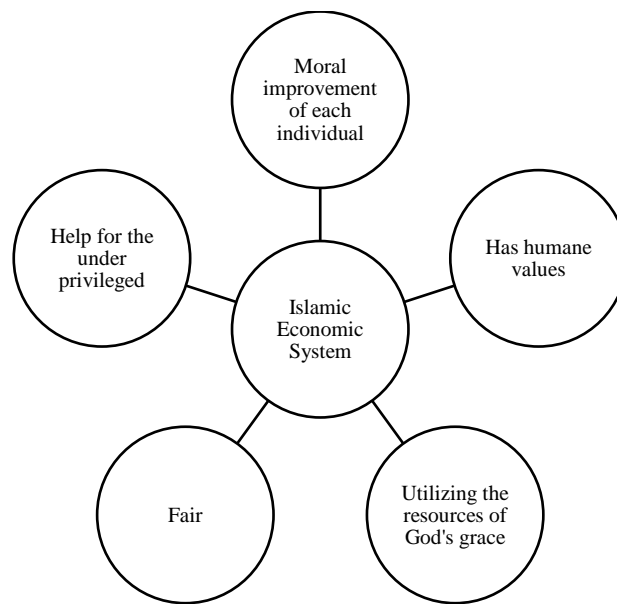 Moral
improvement
of each
individual
Help for the
under
privileged
Has humane
values
Islamic
Economic
System
Fair
Utilizing the
resources of
God's grace